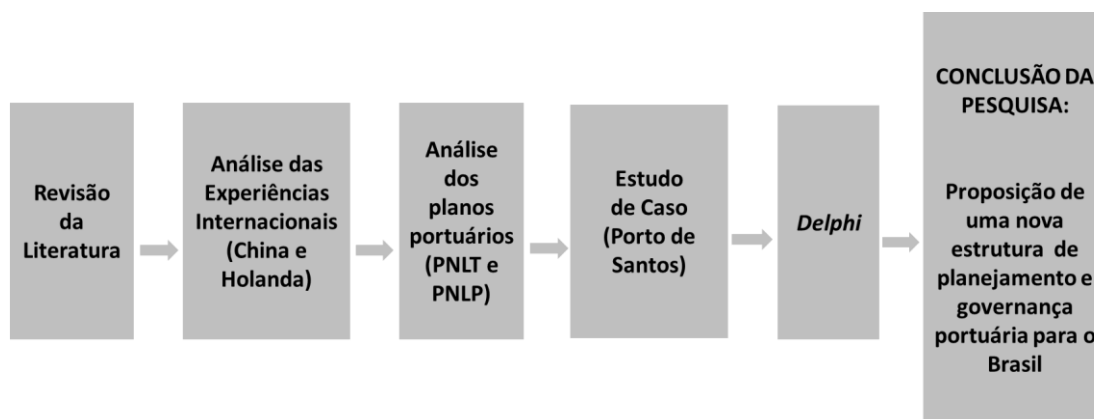 Revisão
da
Literatura
Análise das
Experiências
Internacionais
(China e
Holanda)
Análise
dos
planos
portuários
(PNLT e
PNLP)
Estudo
de Caso
(Porto de
Santos)
Delphi
CONCLUSÃO DA
PESQUISA:
Proposição de
uma nova
estrutura de
planejamento e
governança
portuária para o
Brasil